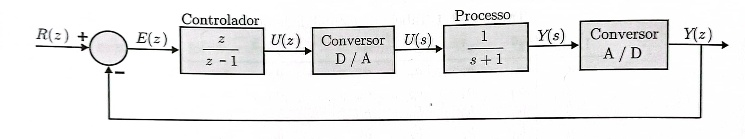 Controlador
Processo
R(z) + E(z) z / z - 1 U(z) Conversor D / A U(s) 1 / s + 1 Y(s) Conversor A / D Y(z)
−